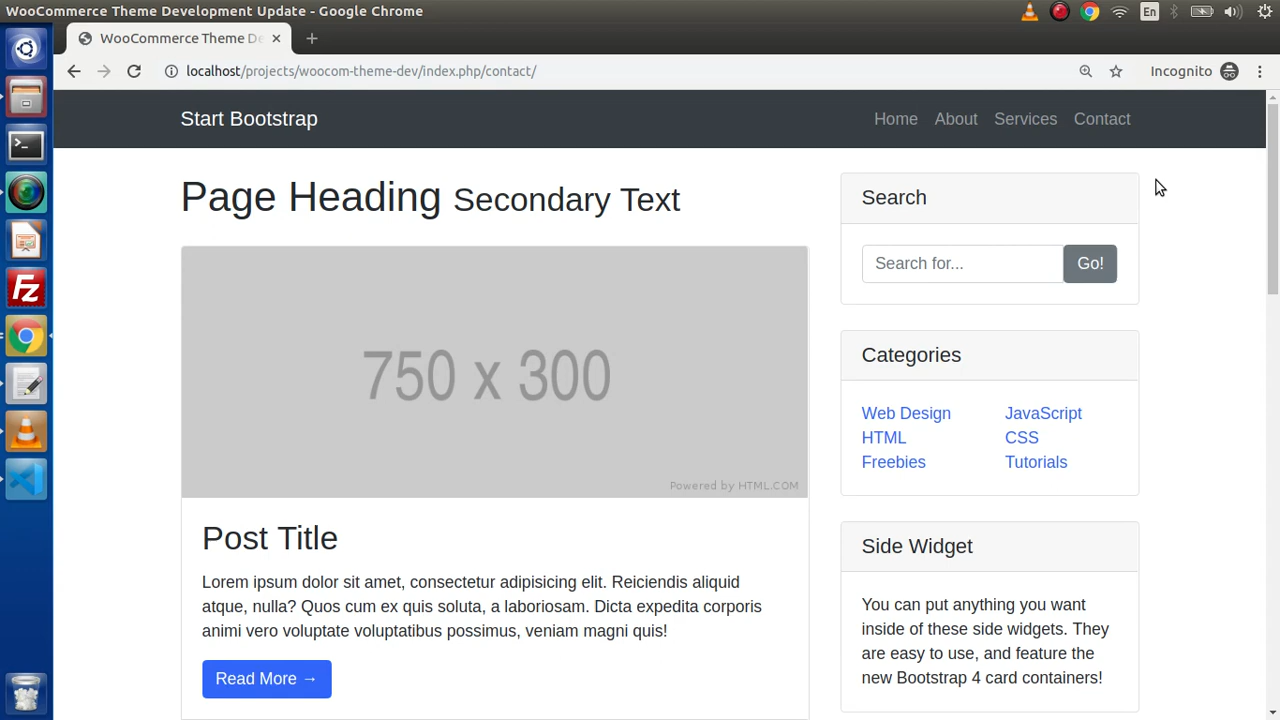 WooCommerce Theme Development Update - Google Chrome
En
WooCommerce Theme De
localhost/projects/woocom-theme-dev/index.php/contact/
Incognito
Start Bootstrap
Home About Services Contact
Page Heading Secondary Text
750 x 300
Powered by HTML.COM
Post Title
Lorem ipsum dolor sit amet, consectetur adipisicing elit. Reiciendis aliquid
atque, nulla? Quos cum ex quis soluta, a laboriosam. Dicta expedita corporis
animi vero voluptate voluptatibus possimus, veniam magni quis!
Read More →
Search
Search for...
Go!
Categories
Web Design JavaScript
HTML CSS
Freebies Tutorials
Side Widget
You can put anything you want
inside of these side widgets. They
are easy to use, and feature the
new Bootstrap 4 card containers!
Fz